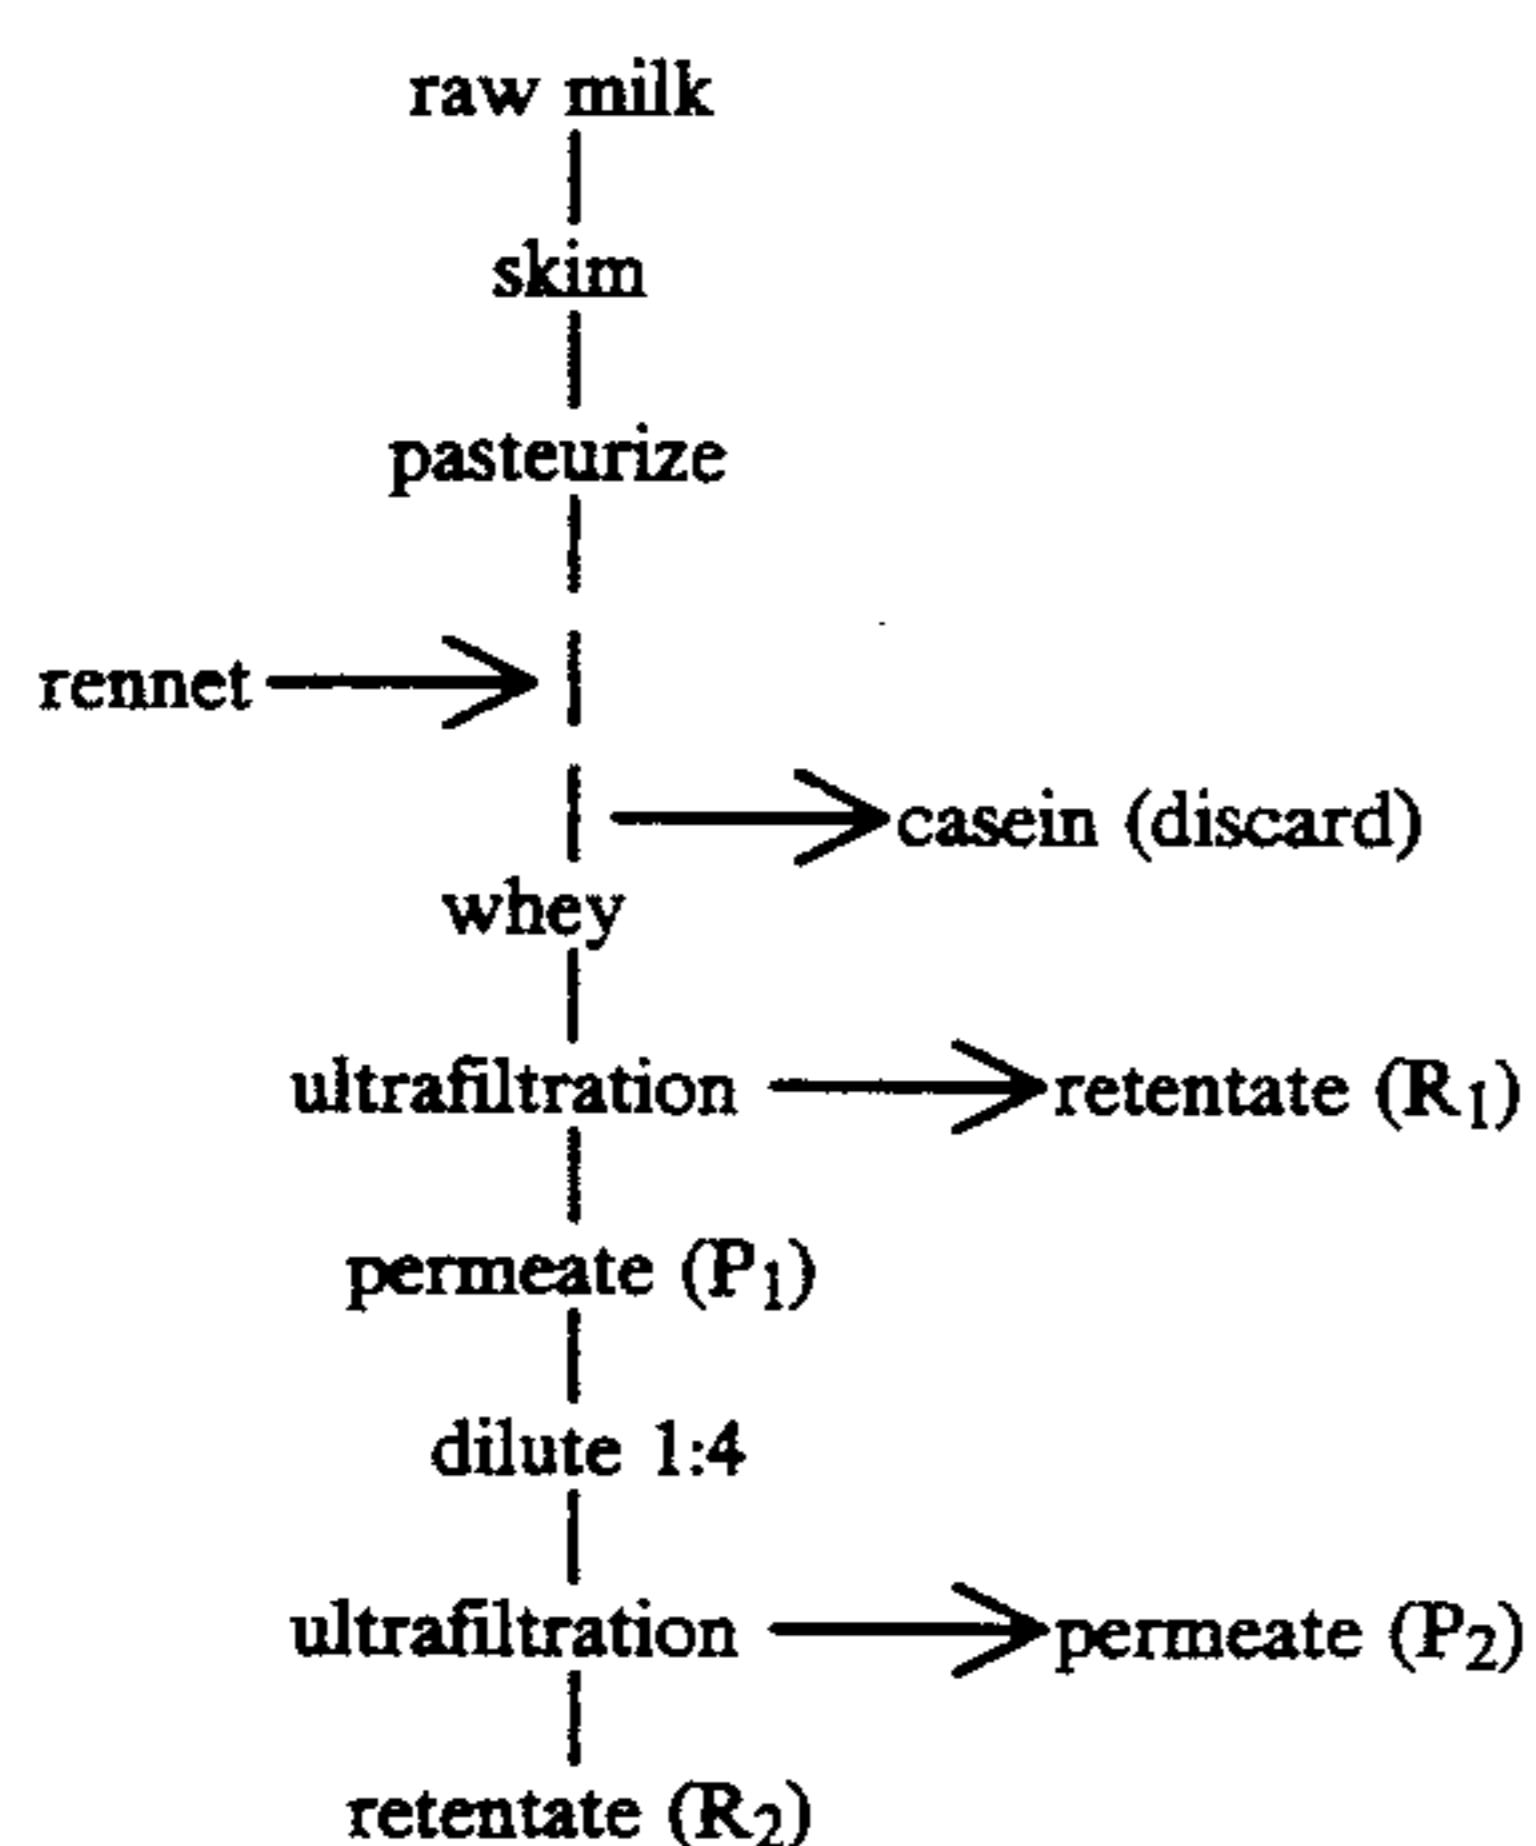 raw milk
skim
pasteurize
rennet
casein (discard)
whey
ultrafiltration
retentate (R1)
permeate (P1)
dilute 1:4
ultrafiltration
permeate (P2)
retentate (R2)